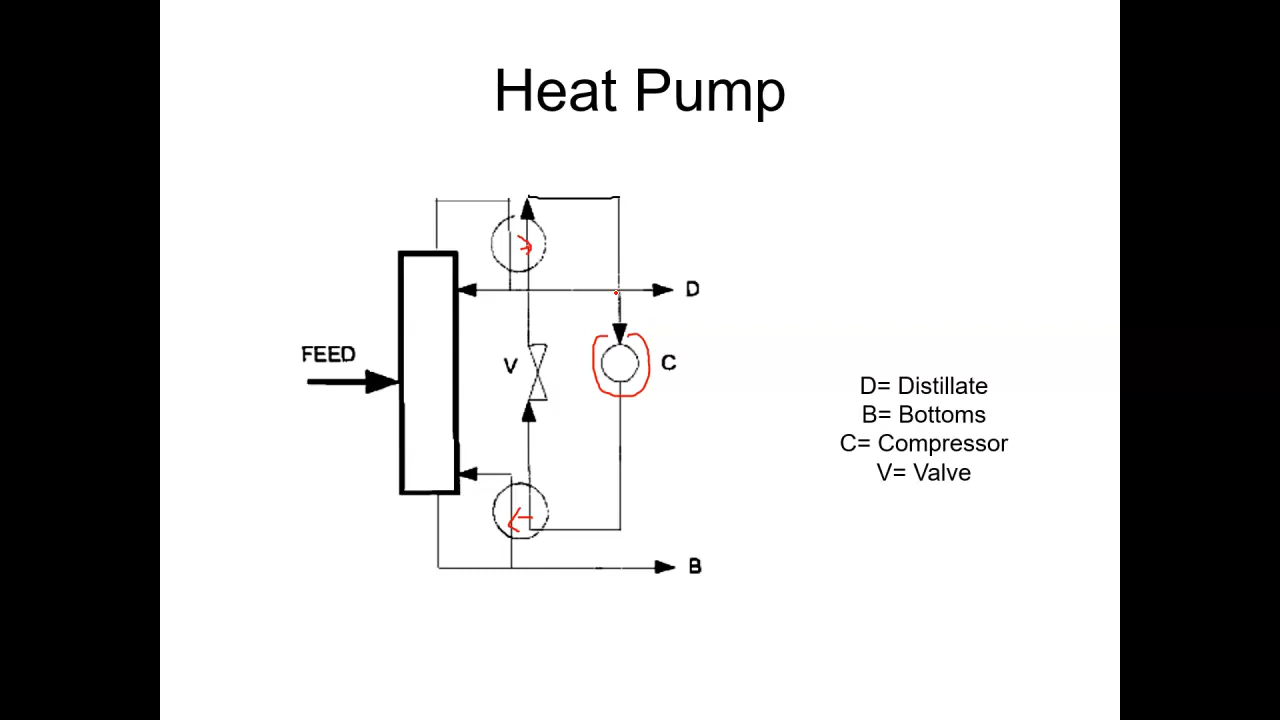 Heat Pump
D
FEED
V
C
B
D= Distillate
B= Bottoms
C= Compressor
V= Valve